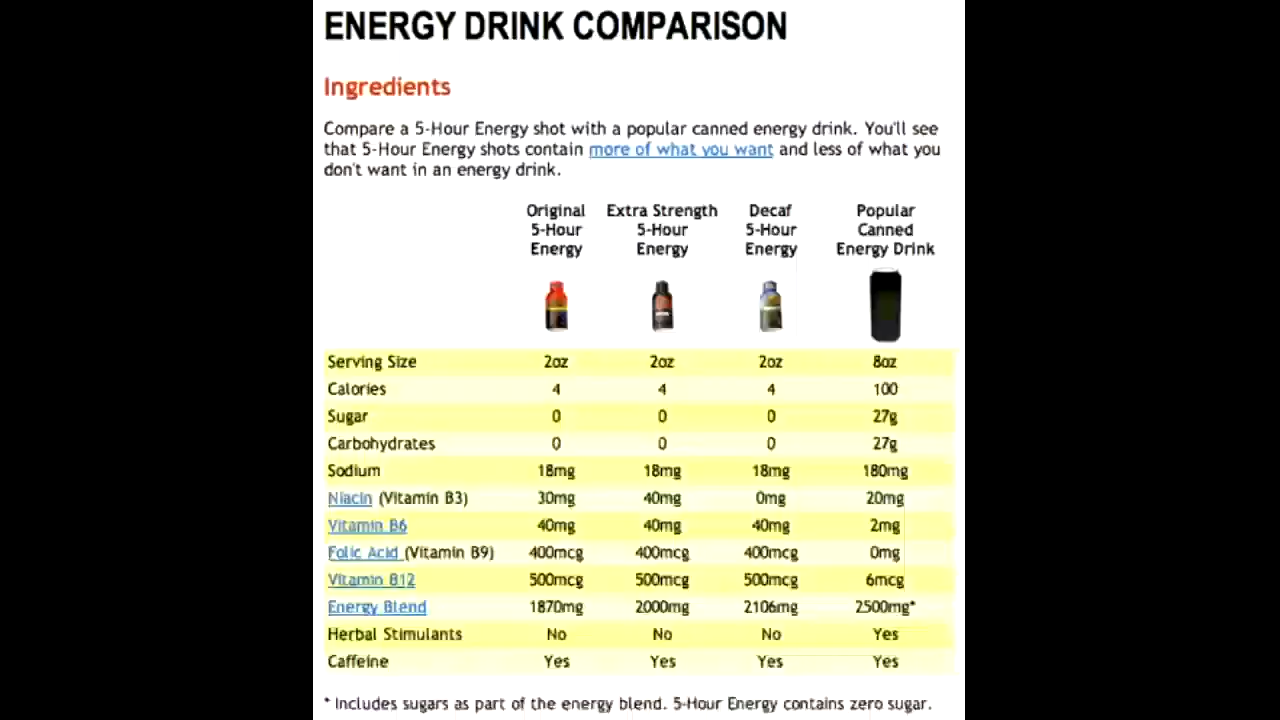 ENERGY DRINK COMPARISON
Ingredients
Compare a 5-Hour Energy shot with a popular canned energy drink. You'll see
that 5-Hour Energy shots contain more of what you want and less of what you
don't want in an energy drink.
Original Extra Strength Decaf Popular
5-Hour 5-Hour 5-Hour Canned
Energy Energy Energy Energy Drink
Serving Size 2oz 2oz 2oz 8oz
Calories 4 4 4 100
Sugar 0 0 0 27g
Carbohydrates 0 0 0 27g
Sodium 18mg 18mg 18mg 180mg
Niacin (Vitamin B3) 30mg 40mg 0mg 20mg
Vitamin B6 40mg 40mg 40mg 2mg
Folic Acid (Vitamin B9) 400mcg 400mcg 400mcg 0mg
Vitamin B12 500mcg 500mcg 500mcg 6mcg
Energy Blend 1870mg 2000mg 2106mg 2500mg*
Herbal Stimulants No No No Yes
Caffeine Yes Yes Yes Yes
* Includes sugars as part of the energy blend. 5-Hour Energy contains zero sugar.